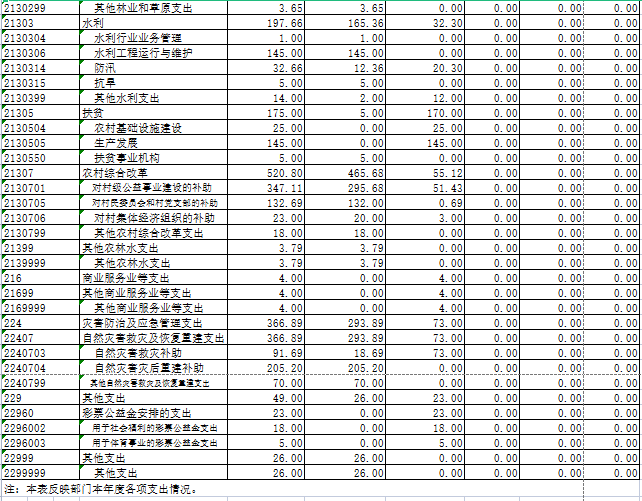 2130299 其他林业和草原支出 3.65 3.65 0.00 0.00 0.00 0.00
21303 水利 197.66 165.36 32.30 0.00 0.00 0.00
2130304 水利行业业务管理 1.00 1.00 0.00 0.00 0.00 0.00
2130306 水利工程运行与维护 145.00 145.00 0.00 0.00 0.00 0.00
2130314 防汛 32.66 12.36 20.30 0.00 0.00 0.00
2130315 抗旱 5.00 5.00 0.00 0.00 0.00 0.00
2130399 其他水利支出 14.00 2.00 12.00 0.00 0.00 0.00
21305 扶贫 175.00 5.00 170.00 0.00 0.00 0.00
2130504 农村基础设施建设 25.00 0.00 25.00 0.00 0.00 0.00
2130505 生产发展 145.00 0.00 145.00 0.00 0.00 0.00
2130550 扶贫事业机构 5.00 5.00 0.00 0.00 0.00 0.00
21307 农村综合改革 520.80 465.68 55.12 0.00 0.00 0.00
2130701 对村级公益事业建设的补助 347.11 295.68 51.43 0.00 0.00 0.00
2130705 对村民委员会和村党支部的补助 132.69 132.00 0.69 0.00 0.00 0.00
2130706 对村集体经济组织的补助 23.00 20.00 3.00 0.00 0.00 0.00
2130799 其他农村综合改革支出 18.00 18.00 0.00 0.00 0.00 0.00
21399 其他农林水支出 3.79 3.79 0.00 0.00 0.00 0.00
2139999 其他农林水支出 3.79 3.79 0.00 0.00 0.00 0.00
216 商业服务业等支出 4.00 0.00 4.00 0.00 0.00 0.00
21699 其他商业服务业等支出 4.00 0.00 4.00 0.00 0.00 0.00
2169999 其他商业服务业等支出 4.00 0.00 4.00 0.00 0.00 0.00
224 灾害防治及应急管理支出 366.89 293.89 73.00 0.00 0.00 0.00
22407 自然灾害救灾及恢复重建支出 366.89 293.89 73.00 0.00 0.00 0.00
2240703 自然灾害救灾补助 91.69 18.69 73.00 0.00 0.00 0.00
2240704 自然灾害灾后重建补助 205.20 205.20 0.00 0.00 0.00 0.00
2240799 其他自然灾害救灾及恢复重建支出 70.00 70.00 0.00 0.00 0.00 0.00
229 其他支出 49.00 26.00 23.00 0.00 0.00 0.00
22960 彩票公益金安排的支出 23.00 0.00 23.00 0.00 0.00 0.00
2296002 用于社会福利的彩票公益金支出 18.00 0.00 18.00 0.00 0.00 0.00
2296003 用于体育事业的彩票公益金支出 5.00 0.00 5.00 0.00 0.00 0.00
22999 其他支出 26.00 26.00 0.00 0.00 0.00 0.00
2299999 其他支出 26.00 26.00 0.00 0.00 0.00 0.00
注：本表反映部门本年度各项支出情况。